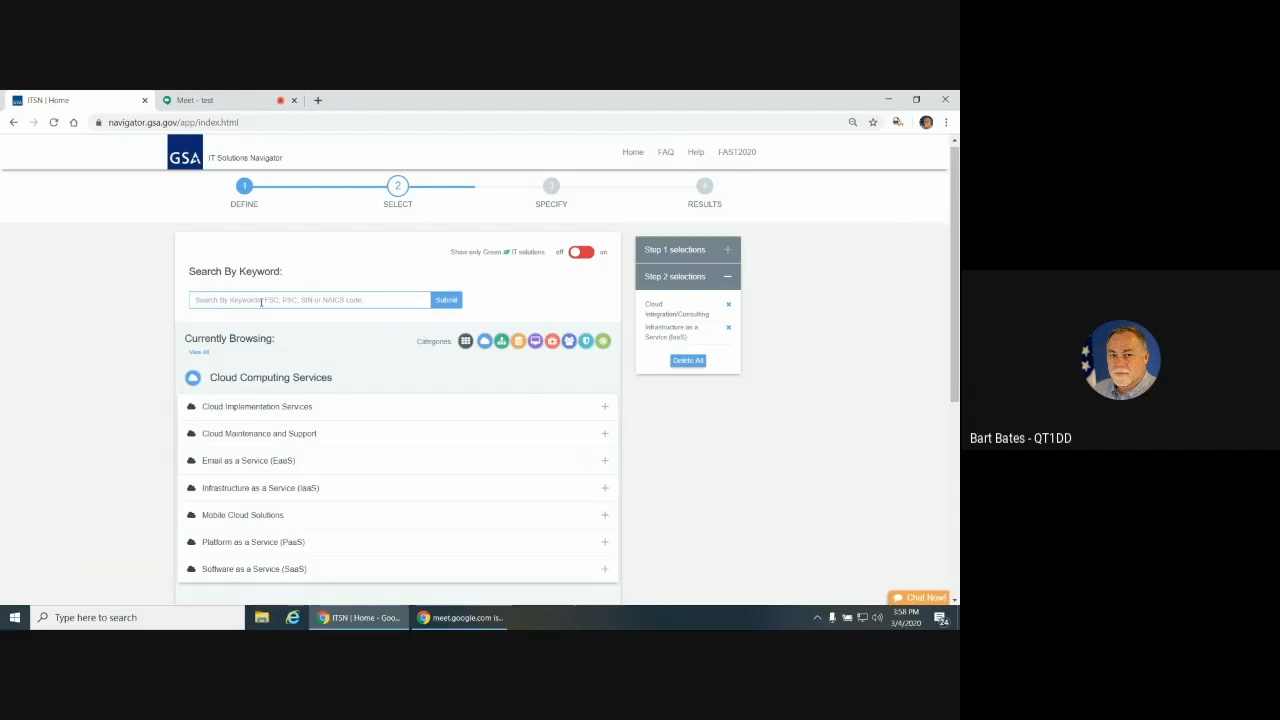 ITSN | Home
Meet - test
navigator.gsa.gov/app/index.html
GSA
IT Solutions Navigator
Home
FAQ
Help
FAST2020
1
2
3
4
DEFINE
SELECT
SPECIFY
RESULTS
Show only Green IT solutions
off
on
Step 1 selections
Step 2 selections
Search By Keyword:
Search By Keywords, FSC, PSC, SIN or NAICS code.
Submit
Cloud
Integration/Consulting
Infrastructure as a
Service (IaaS)
Delete All
Currently Browsing:
View All
Categories:
Cloud Computing Services
Cloud Implementation Services
Cloud Maintenance and Support
Email as a Service (EaaS)
Infrastructure as a Service (IaaS)
Mobile Cloud Solutions
Platform as a Service (PaaS)
Software as a Service (SaaS)
Chat Now!
Type here to search
ITSN | Home - Goo...
meet.google.com is...
3:58 PM
3/4/2020
24
Bart Bates - QT1DD